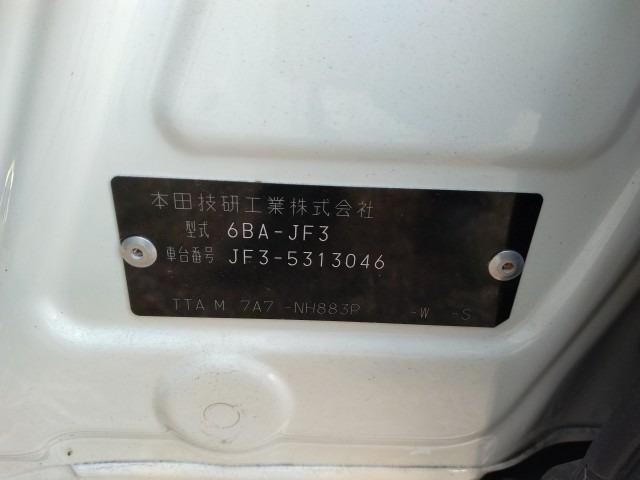 本田技研工業株式会社
型式 6BA-JF3
車台番号 JF3-5313046
TTA M 7A7 -NH883P -W -S